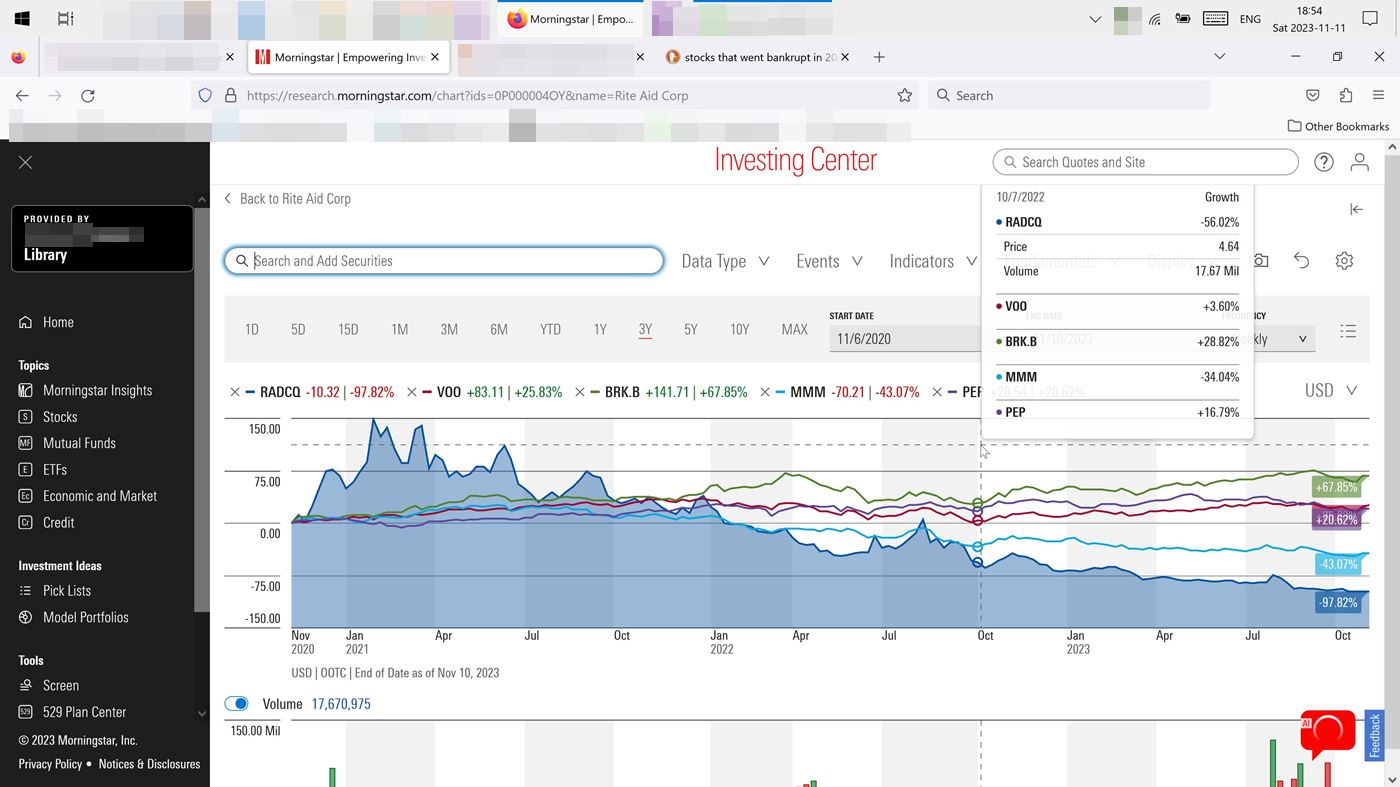 Morningstar | Empo...
ENG
18:54
Sat 2023-11-11
Morningstar | Empowering Inve
stocks that went bankrupt in 20
https://research.morningstar.com/chart?ids=0P000004OY&name=Rite Aid Corp
Search
Other Bookmarks
Investing Center
Search Quotes and Site
PROVIDED BY
Library
Home
Topics
Morningstar Insights
Stocks
Mutual Funds
ETFs
Economic and Market
Credit
Investment Ideas
Pick Lists
Model Portfolios
Tools
Screen
529 Plan Center
© 2023 Morningstar, Inc.
Privacy Policy • Notices & Disclosures
Back to Rite Aid Corp
Search and Add Securities
Data Type
Events
Indicators
Fundamentals
Display
1D 5D 15D 1M 3M 6M YTD 1Y 3Y 5Y 10Y MAX
START DATE
11/6/2020
END DATE
11/10/2023
10/7/2022 Growth
RADCQ -56.02%
Price 4.64
Volume 17.67 Mil
VOO +3.60%
BRK.B +28.82%
MMM -34.04%
PEP +16.79%
RADCQ -10.32 | -97.82% VOO +83.11 | +25.83% BRK.B +141.71 | +67.85% MMM -70.21 | -43.07% PEP +20.62%
USD
150.00
75.00
0.00
-75.00
-150.00
+67.85%
+20.62%
-43.07%
-97.82%
Nov Jan Apr Jul Oct Jan Apr Jul Oct Jan Apr Jul Oct
2020 2021 2022 2023
USD | OOTC | End of Date as of Nov 10, 2023
Volume 17,670,975
150.00 Mil
AI
Feedback